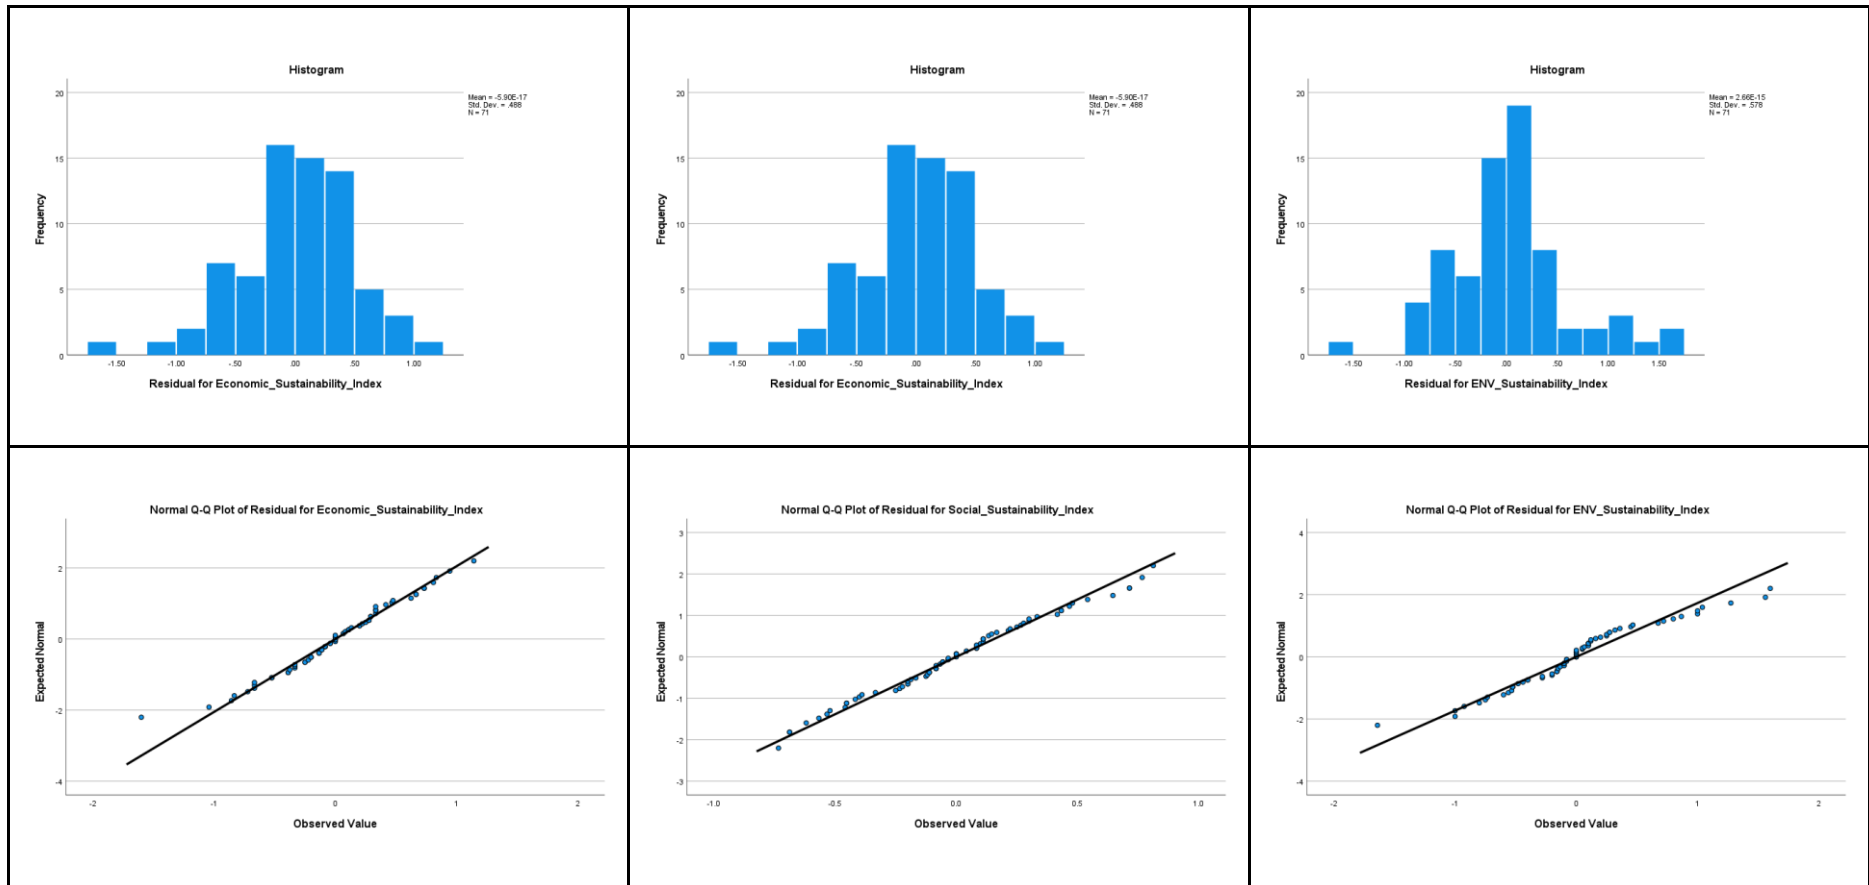 Histogram
Mean = -5.90E-17
Std. Dev. = .488
N = 71
20
15
10
5
0
Frequency
-1.50 -1.00 -.50 .00 .50 1.00
Residual for Economic_Sustainability_Index
Histogram
Mean = -5.90E-17
Std. Dev. = .488
N = 71
20
15
10
5
0
Frequency
-1.50 -1.00 -.50 .00 .50 1.00
Residual for Economic_Sustainability_Index
Histogram
Mean = 2.66E-15
Std. Dev. = .578
N = 71
20
15
10
5
0
Frequency
-1.50 -1.00 -.50 .00 .50 1.00 1.50
Residual for ENV_Sustainability_Index
Normal Q-Q Plot of Residual for Economic_Sustainability_Index
2
0
-2
-4
Expected Normal
-2 -1 0 1 2
Observed Value
Normal Q-Q Plot of Residual for Social_Sustainability_Index
3
2
1
0
-1
-2
-3
Expected Normal
-1.0 -0.5 0.0 0.5 1.0
Observed Value
Normal Q-Q Plot of Residual for ENV_Sustainability_Index
4
2
0
-2
-4
Expected Normal
-2 -1 0 1 2
Observed Value